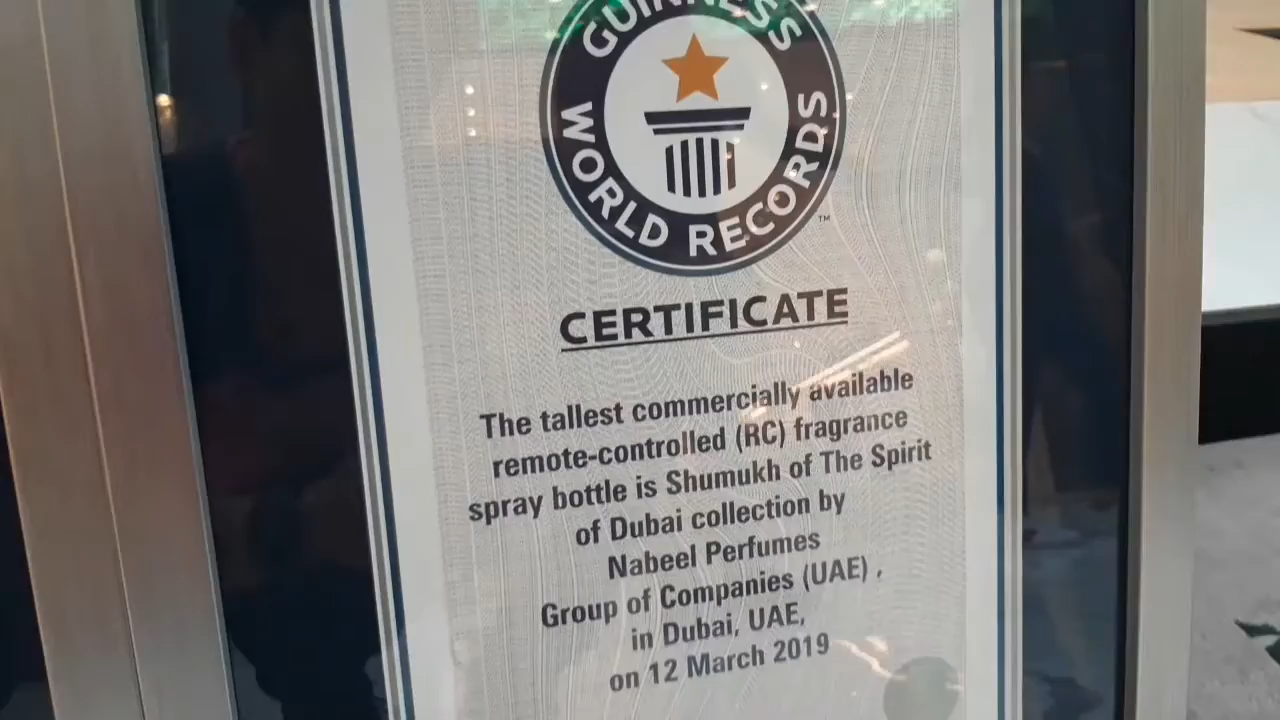 GUINNESS
WORLD RECORDS
TM
CERTIFICATE
The tallest commercially available
remote-controlled (RC) fragrance
spray bottle is Shumukh of The Spirit
of Dubai collection by
Nabeel Perfumes
Group of Companies (UAE) ,
in Dubai, UAE,
on 12 March 2019